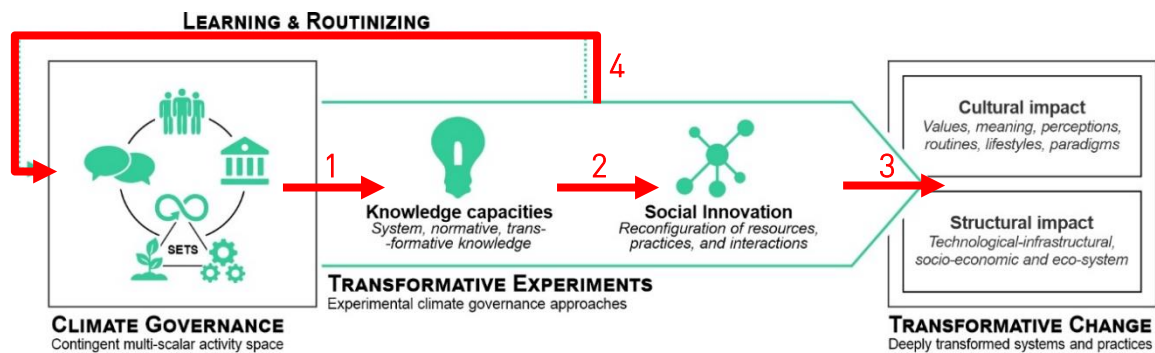 LEARNING & ROUTINIZING
4
1
2
3
SETS
Knowledge capacities
System, normative, trans-
-formative knowledge
Social Innovation
Reconfiguration of resources,
practices, and interactions
Cultural impact
Values, meaning, perceptions,
routines, lifestyles, paradigms
Structural impact
Technological-infrastructural,
socio-economic and eco-system
TRANSFORMATIVE EXPERIMENTS
Experimental climate governance approaches
CLIMATE GOVERNANCE
Contingent multi-scalar activity space
TRANSFORMATIVE CHANGE
Deeply transformed systems and practices